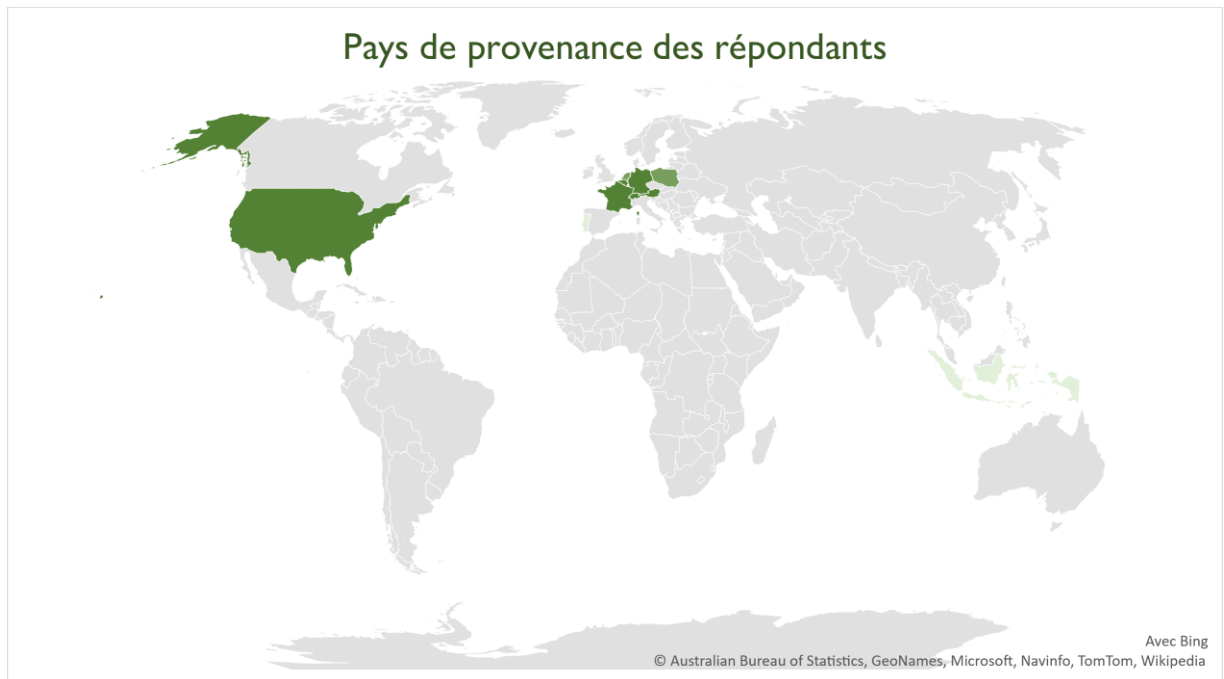 Pays de provenance des répondants
Avec Bing
© Australian Bureau of Statistics, GeoNames, Microsoft, Navinfo, TomTom, Wikipedia